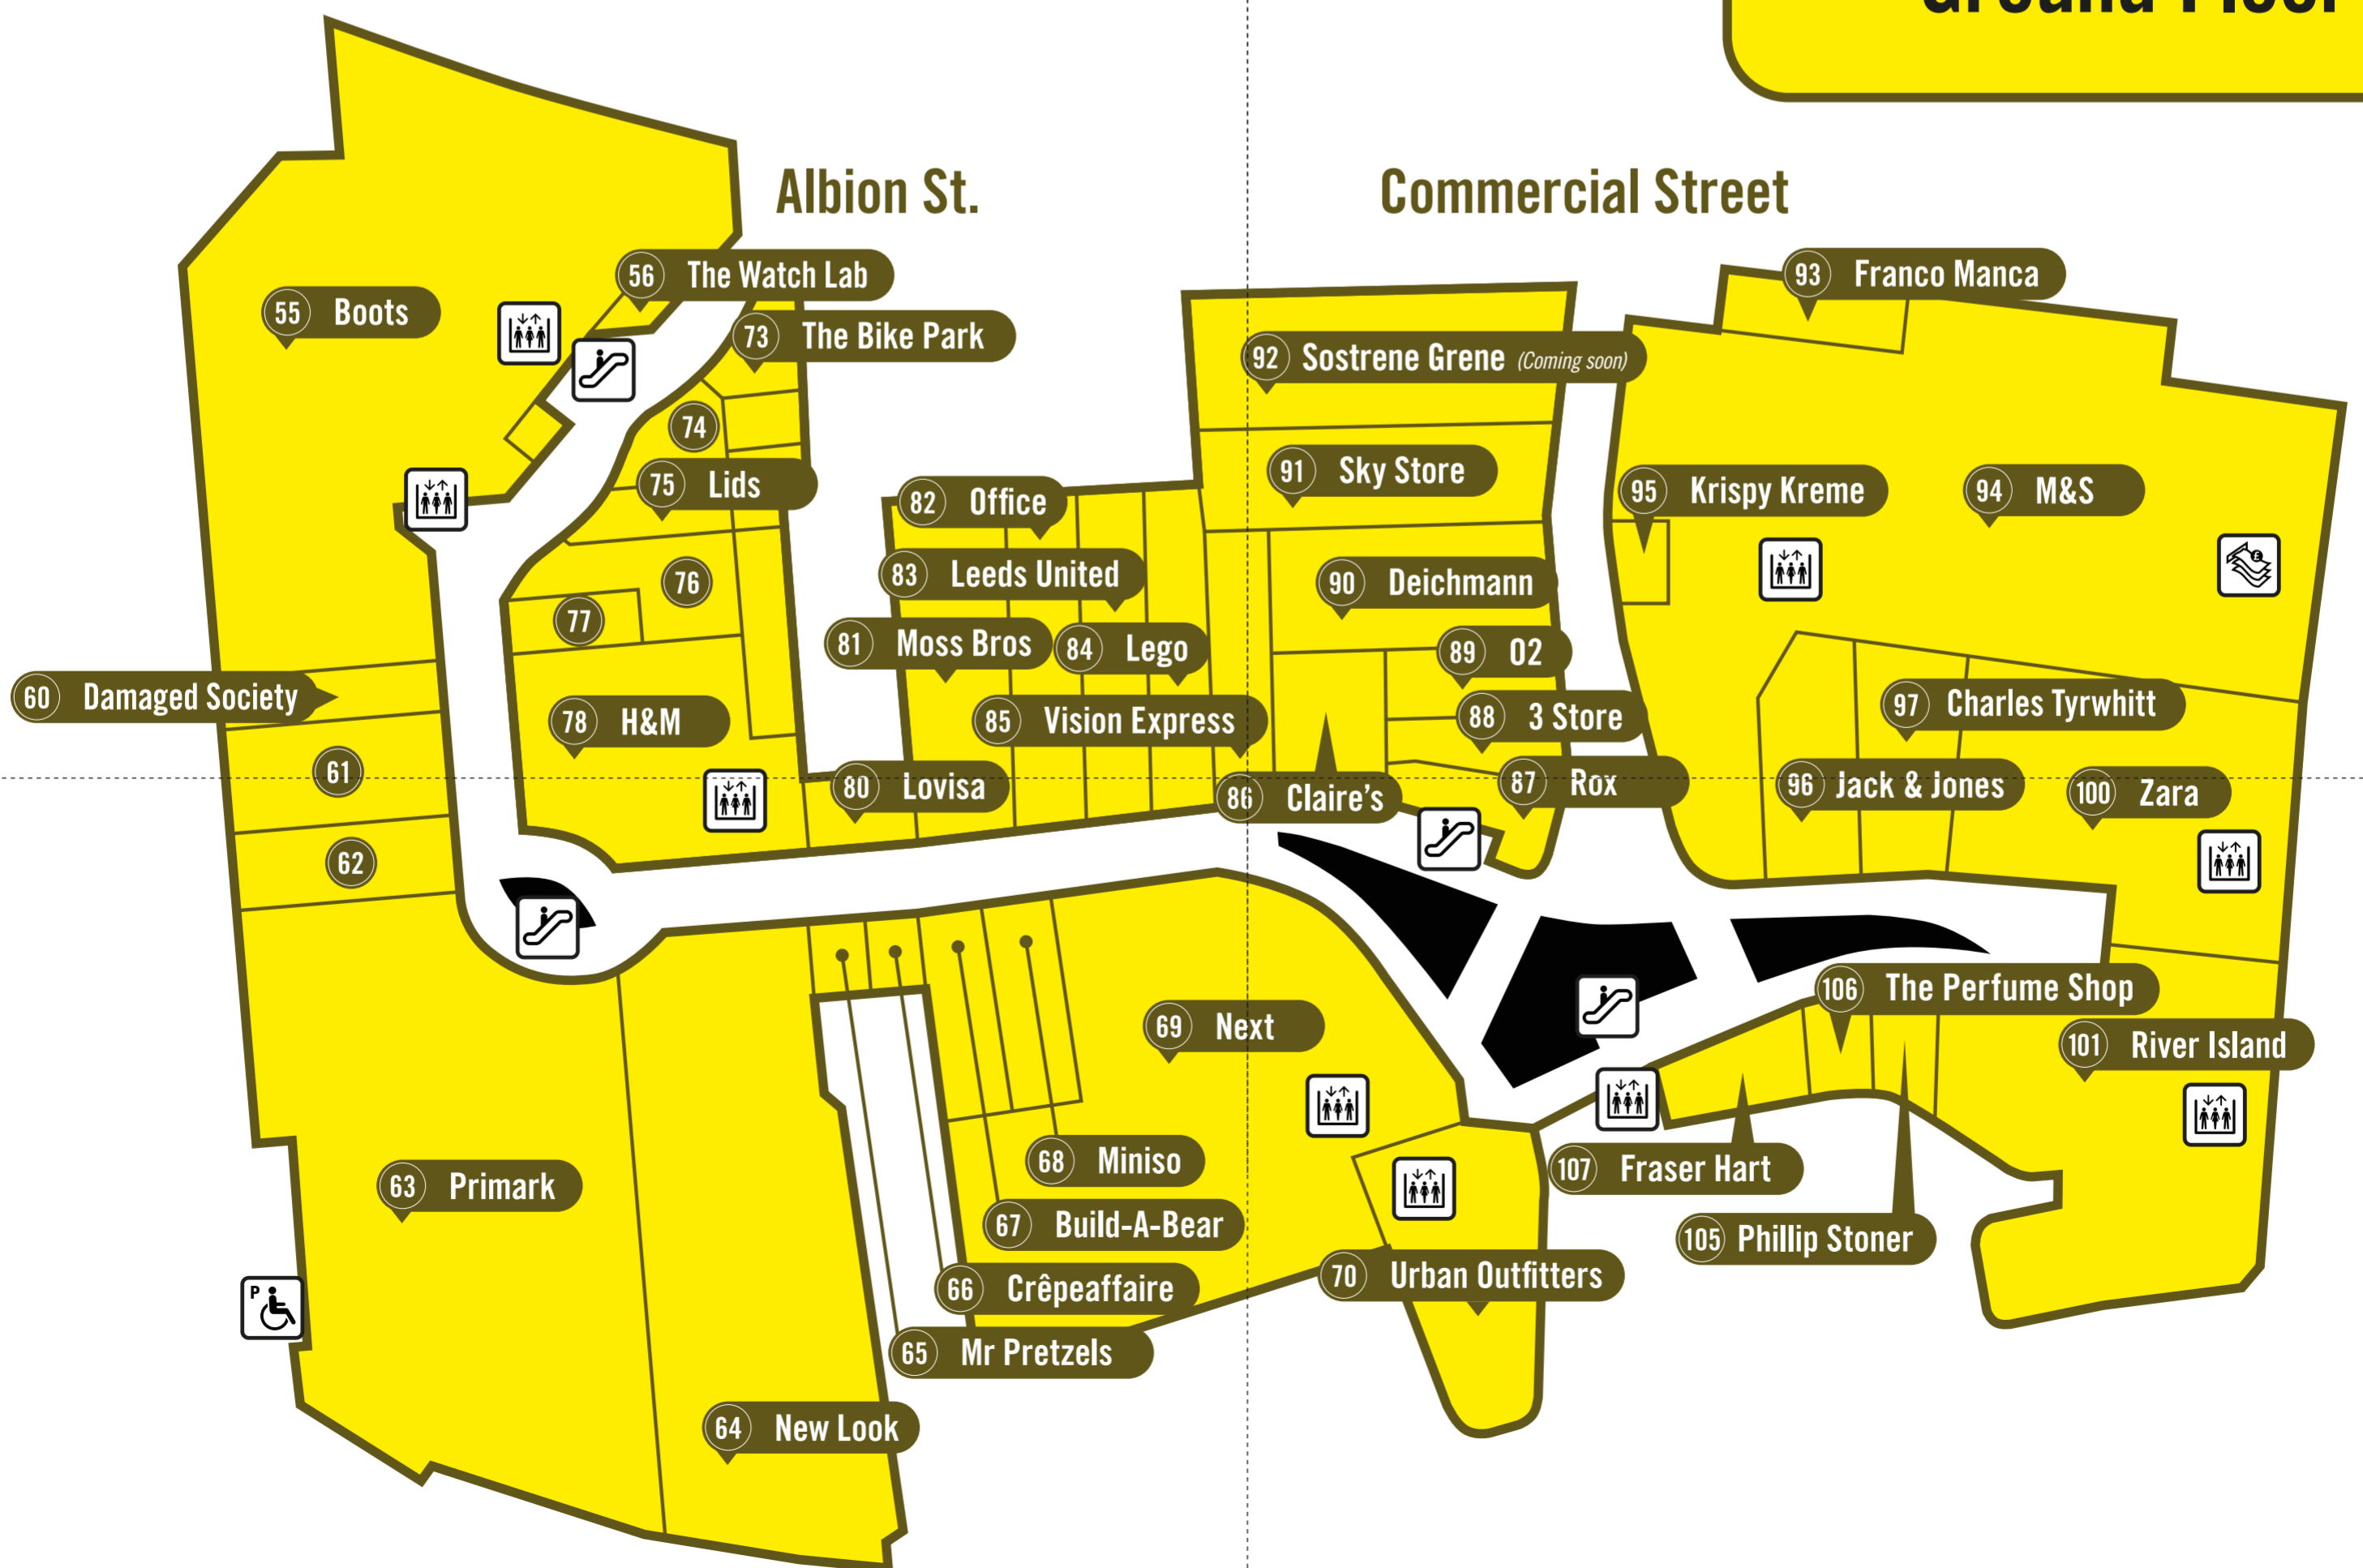 Ground Floor
Albion St.
Commercial Street
56 The Watch Lab
93 Franco Manca
55 Boots
73 The Bike Park
92 Sostrene Grene (Coming soon)
74
91 Sky Store
75 Lids
95 Krispy Kreme
94 M&S
82 Office
£
83 Leeds United
76
90 Deichmann
77
81 Moss Bros
84 Lego
89 O2
60 Damaged Society
97 Charles Tyrwhitt
78 H&M
85 Vision Express
88 3 Store
61
80 Lovisa
86 Claire's
87 Rox
96 Jack & Jones
100 Zara
62
106 The Perfume Shop
69 Next
101 River Island
68 Miniso
107 Fraser Hart
63 Primark
67 Build-A-Bear
105 Phillip Stoner
70 Urban Outfitters
66 Crêpeaffaire
P
65 Mr Pretzels
64 New Look